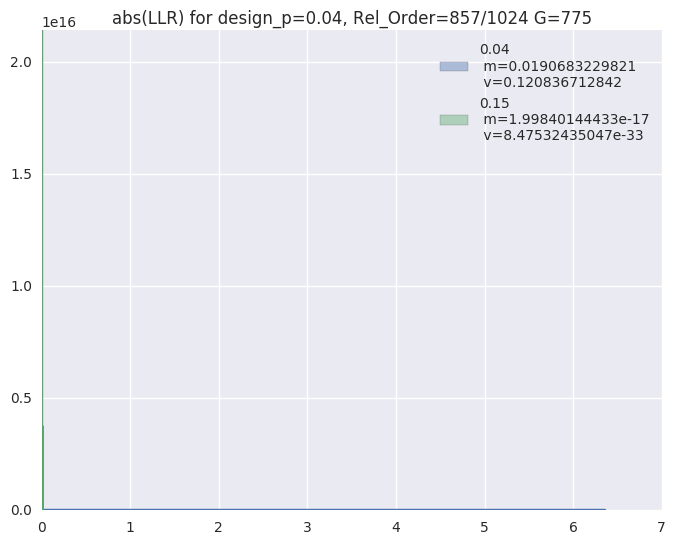 abs(LLR) for design_p=0.04, Rel_Order=857/1024 G=775
1e16
2.0
1.5
1.0
0.5
0.0
0.04
m=0.0190683229821
v=0.120836712842
0.15
m=1.99840144433e-17
v=8.47532435047e-33
0 1 2 3 4 5 6 7